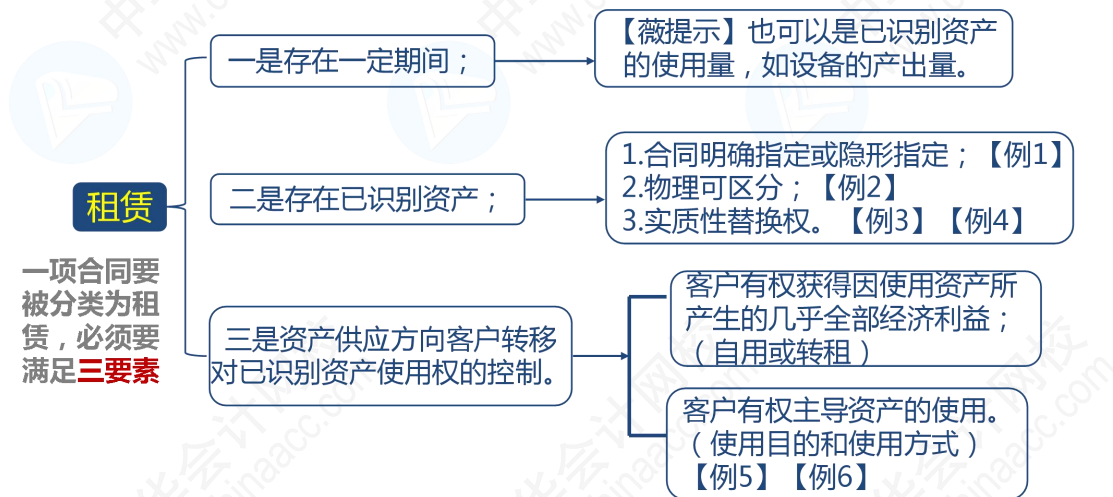 租赁
一项合同要
被分类为租
赁，必须要
满足三要素
一是存在一定期间；
【薇提示】也可以是已识别资产
的使用量，如设备的产出量。
二是存在已识别资产；
1.合同明确指定或隐形指定；【例1】
2.物理可区分；【例2】
3.实质性替换权。【例3】【例4】
三是资产供应方向客户转移
对已识别资产使用权的控制。
客户有权获得因使用资产所
产生的几乎全部经济利益；
（自用或转租）
客户有权主导资产的使用。
（使用目的和使用方式）
【例5】【例6】